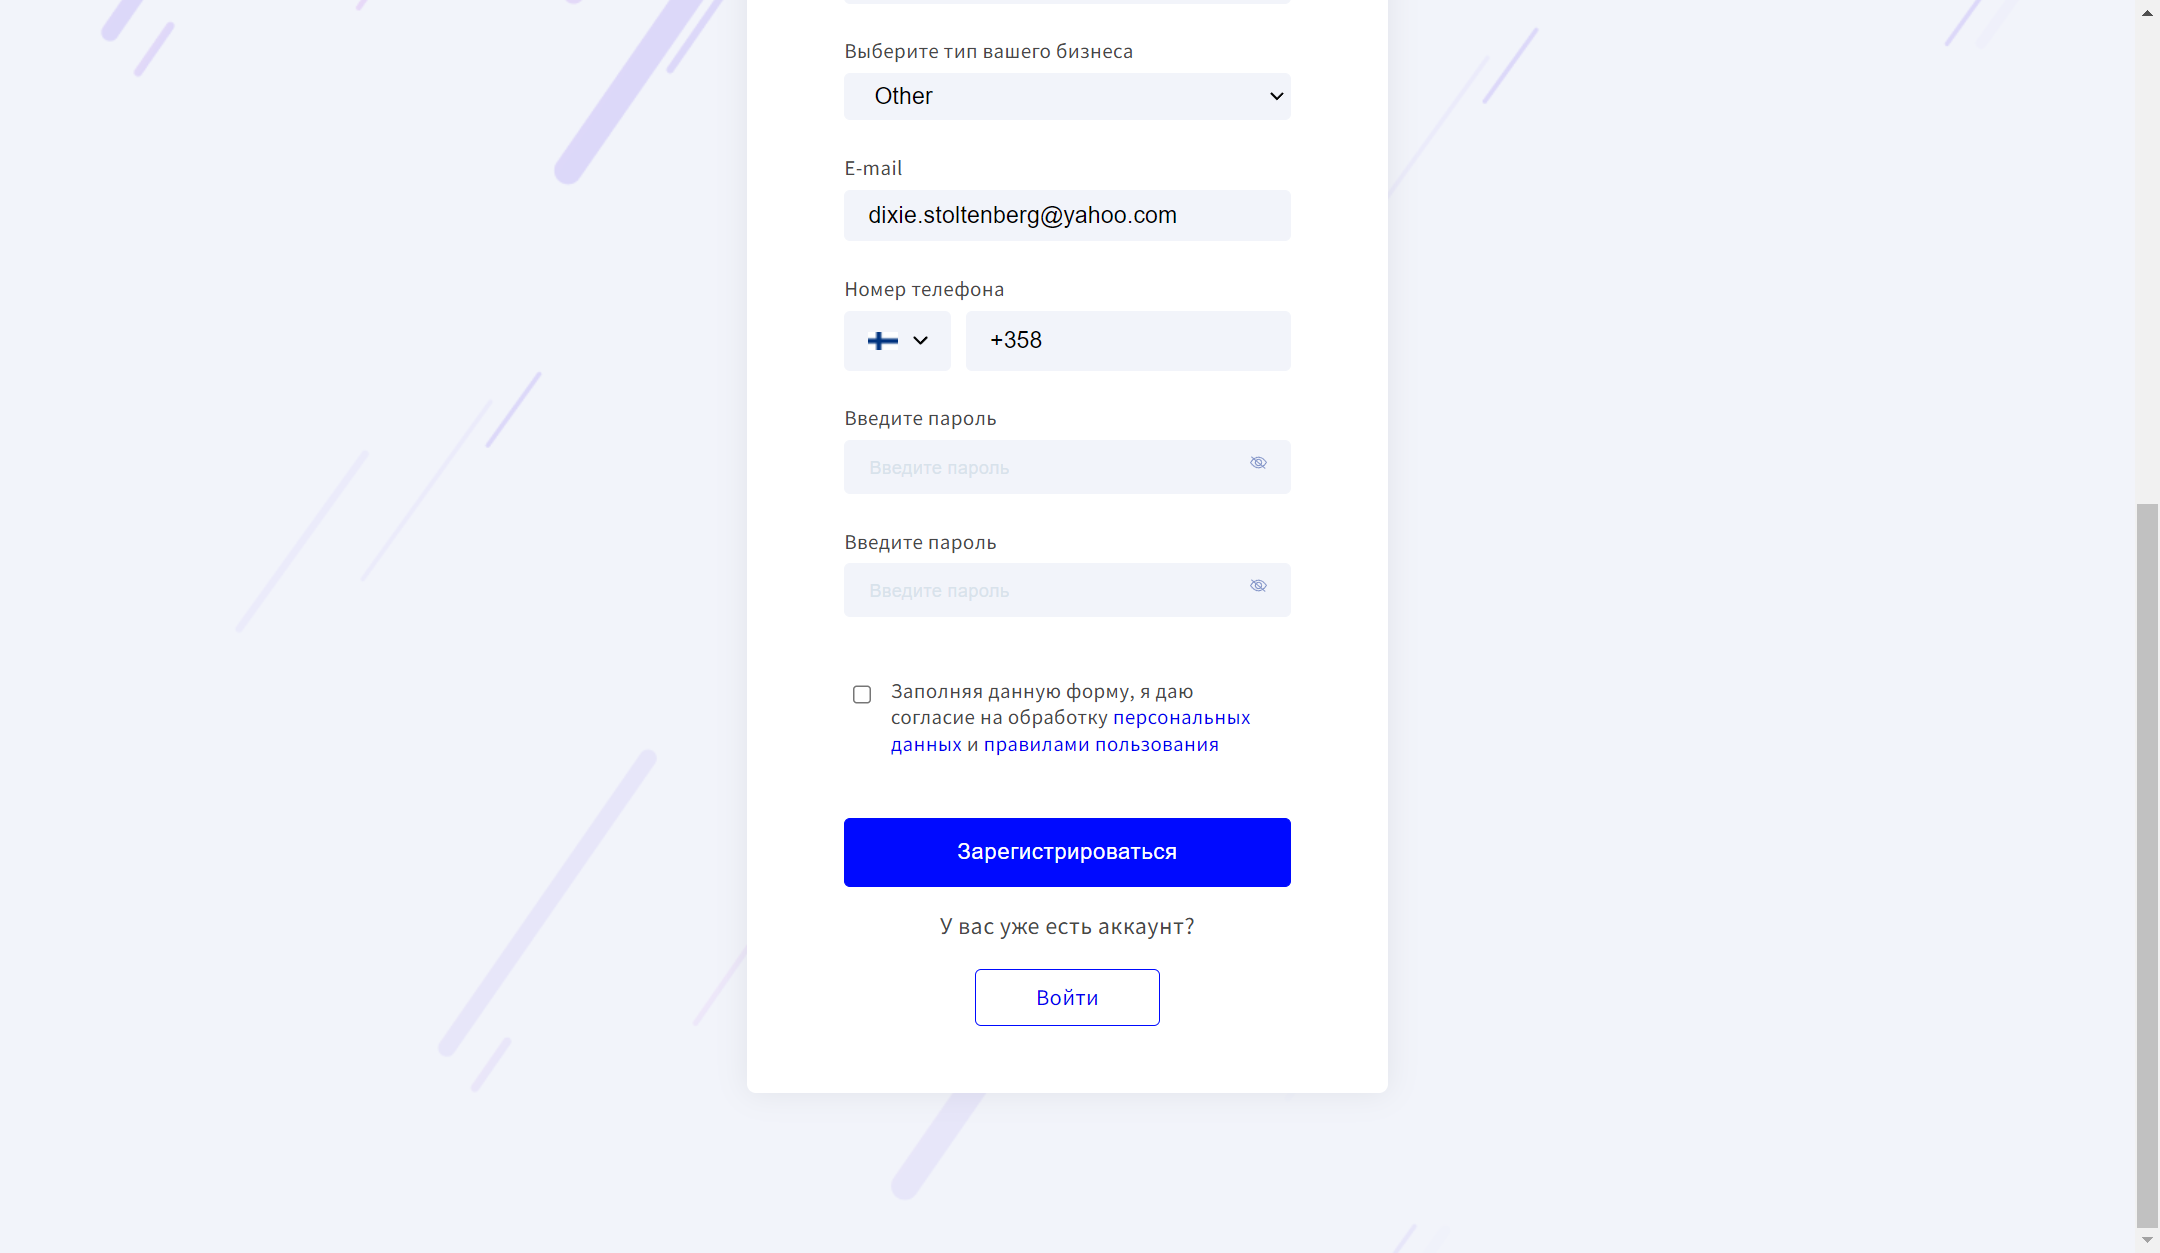 Выберите тип вашего бизнеса
Other
E-mail
dixie.stoltenberg@yahoo.com
Номер телефона
+358
Введите пароль
Введите пароль
Введите пароль
Введите пароль
Заполняя данную форму, я даю
согласие на обработку персональных
данных и правилами пользования
Зарегистрироваться
У вас уже есть аккаунт?
Войти